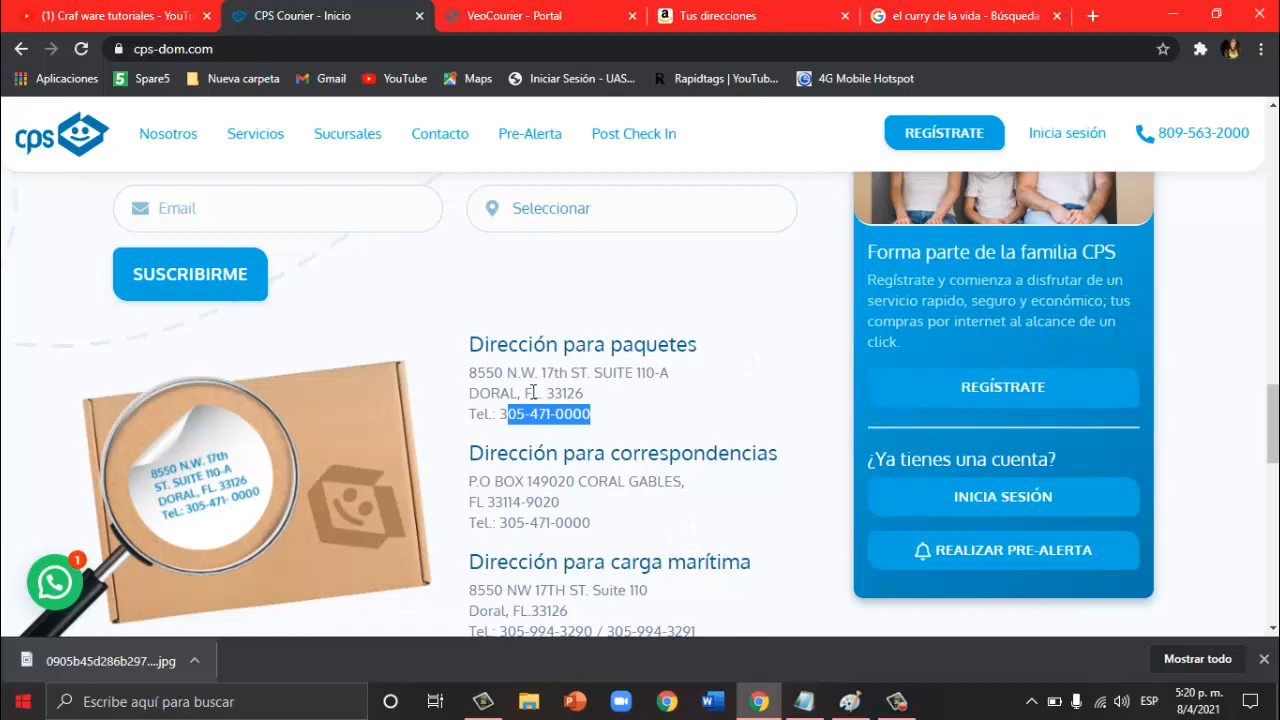 (1) Craf ware tutoriales - YouTu
CPS Courier - Inicio
VeoCourier - Portal
Tus direcciones
el curry de la vida - Búsqueda
cps-dom.com
Aplicaciones
Spare5
Nueva carpeta
Gmail
YouTube
Maps
Iniciar Sesión - UAS...
Rapidtags | YouTub...
4G Mobile Hotspot
cps
Nosotros
Servicios
Sucursales
Contacto
Pre-Alerta
Post Check In
REGÍSTRATE
Inicia sesión
809-563-2000
Email
Seleccionar
SUSCRIBIRME
Dirección para paquetes
8550 N.W. 17th ST. SUITE 110-A
DORAL, FL. 33126
Tel.: 305-471-0000
Dirección para correspondencias
P.O BOX 149020 CORAL GABLES,
FL 33114-9020
Tel.: 305-471-0000
Dirección para carga marítima
8550 NW 17TH ST. Suite 110
Doral, FL.33126
Tel.: 305-994-3290 / 305-994-3291
8550 N.W. 17th
ST. SUITE 110-A
DORAL, FL. 33126
Tel.: 305-471- 0000
1
Forma parte de la familia CPS
Regístrate y comienza a disfrutar de un
servicio rapido, seguro y económico; tus
compras por internet al alcance de un
click.
REGÍSTRATE
¿Ya tienes una cuenta?
INICIA SESIÓN
REALIZAR PRE-ALERTA
0905b45d286b297....jpg
Mostrar todo
Escribe aquí para buscar
ESP
5:20 p. m.
8/4/2021